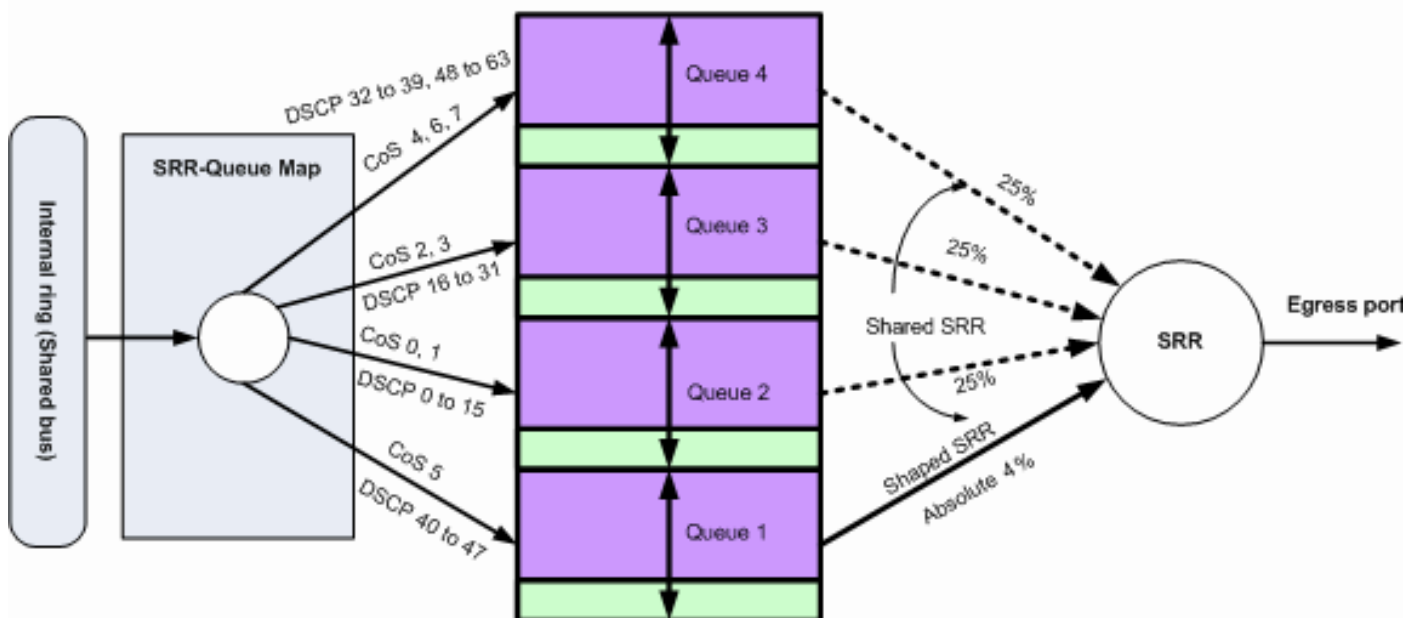 Internal ring (Shared bus)
SRR-Queue Map
DSCP 32 to 39, 48 to 63
CoS 4, 6, 7
CoS 2, 3
DSCP 16 to 31
CoS 0, 1
DSCP 0 to 15
CoS 5
DSCP 40 to 47
Queue 4
Queue 3
Queue 2
Queue 1
25%
25%
Shared SRR
25%
Shaped SRR
Absolute 4%
SRR
Egress port